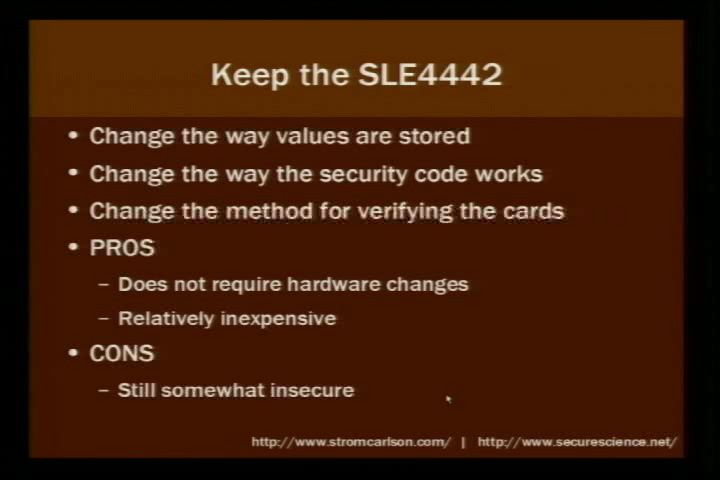 Keep the SLE4442
• Change the way values are stored
• Change the way the security code works
• Change the method for verifying the cards
• PROS
– Does not require hardware changes
– Relatively inexpensive
• CONS
– Still somewhat insecure
http://www.stromcarlson.com/ | http://www.securescience.net/